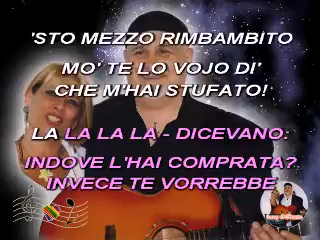 'STO MEZZO RIMBAMBITO
MO' TE LO VOJO DI'
CHE M'HAI STUFATO!
LA LA LA LA - DICEVANO:
INDOVE L'HAI COMPRATA?
INVECE TE VORREBBE